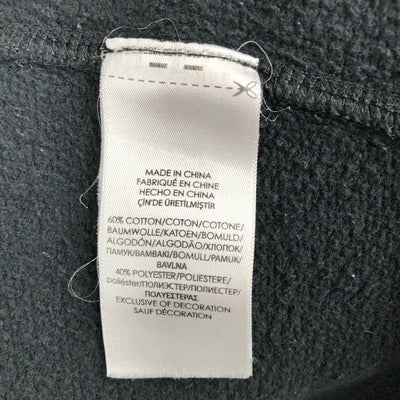 MADE IN CHINA
FABRIQUÉ EN CHINE
HECHO EN CHINA
ÇİN'DE ÜRETİLMİŞTİR
60% COTTON/COTON/COTONE/
BAUMWOLLE/KATOEN/BOMULD/
ALGODÓN/ALGODÃO/ХЛОПОК/
ПАМУК/BAMBAKI/BOMULL/PAMUK/
BAVLNA
40% POLYESTER/POLIESTERE/
poliéster/ПОЛИЭСТЕР/ПОЛИЕСТЕР/
ΠΟΛΥΕΣΤΕΡΑΣ
EXCLUSIVE OF DECORATION
SAUF DÉCORATION